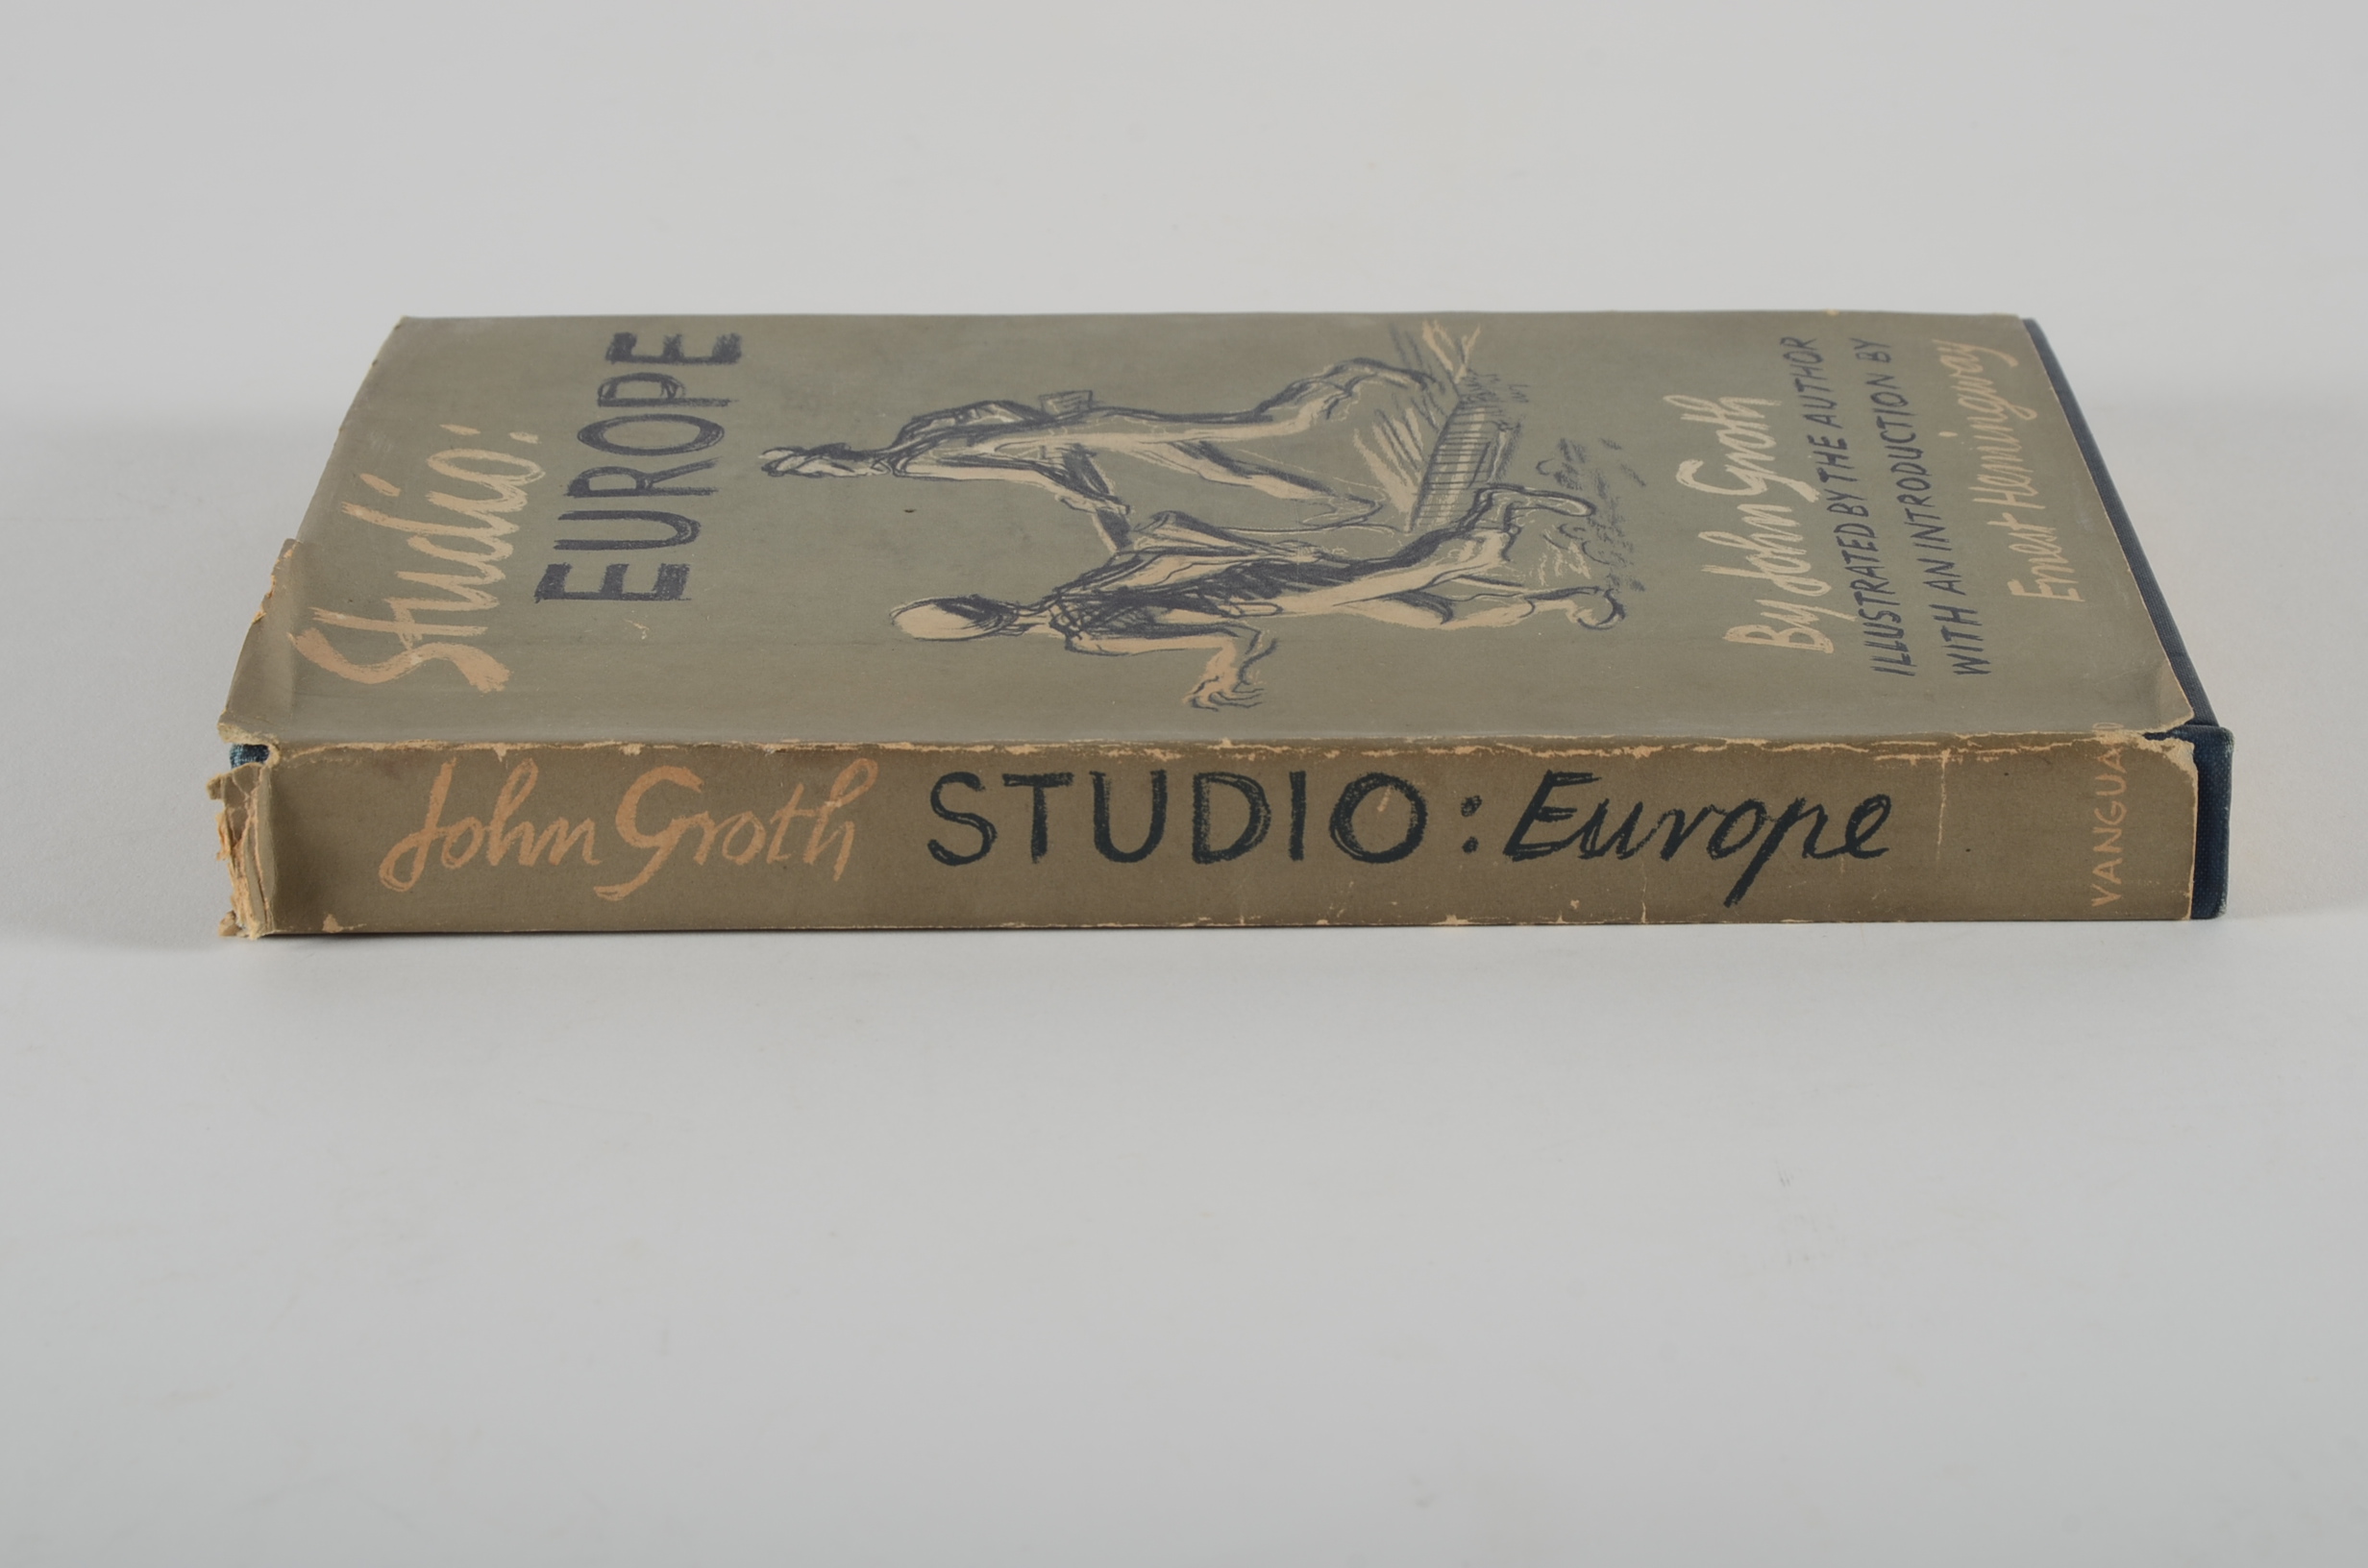 Studio:
EUROPE
By John Groth
ILLUSTRATED BY THE AUTHOR
WITH AN INTRODUCTION BY
Ernest Hemingway
John Groth STUDIO: Europe
VANGUA